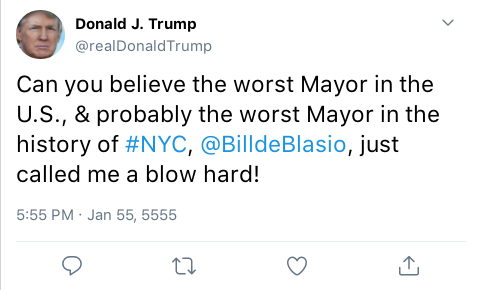 Donald J. Trump
@realDonaldTrump
Can you believe the worst Mayor in the
U.S., & probably the worst Mayor in the
history of #NYC, @BilldeBlasio, just
called me a blow hard!
5:55 PM · Jan 55, 5555